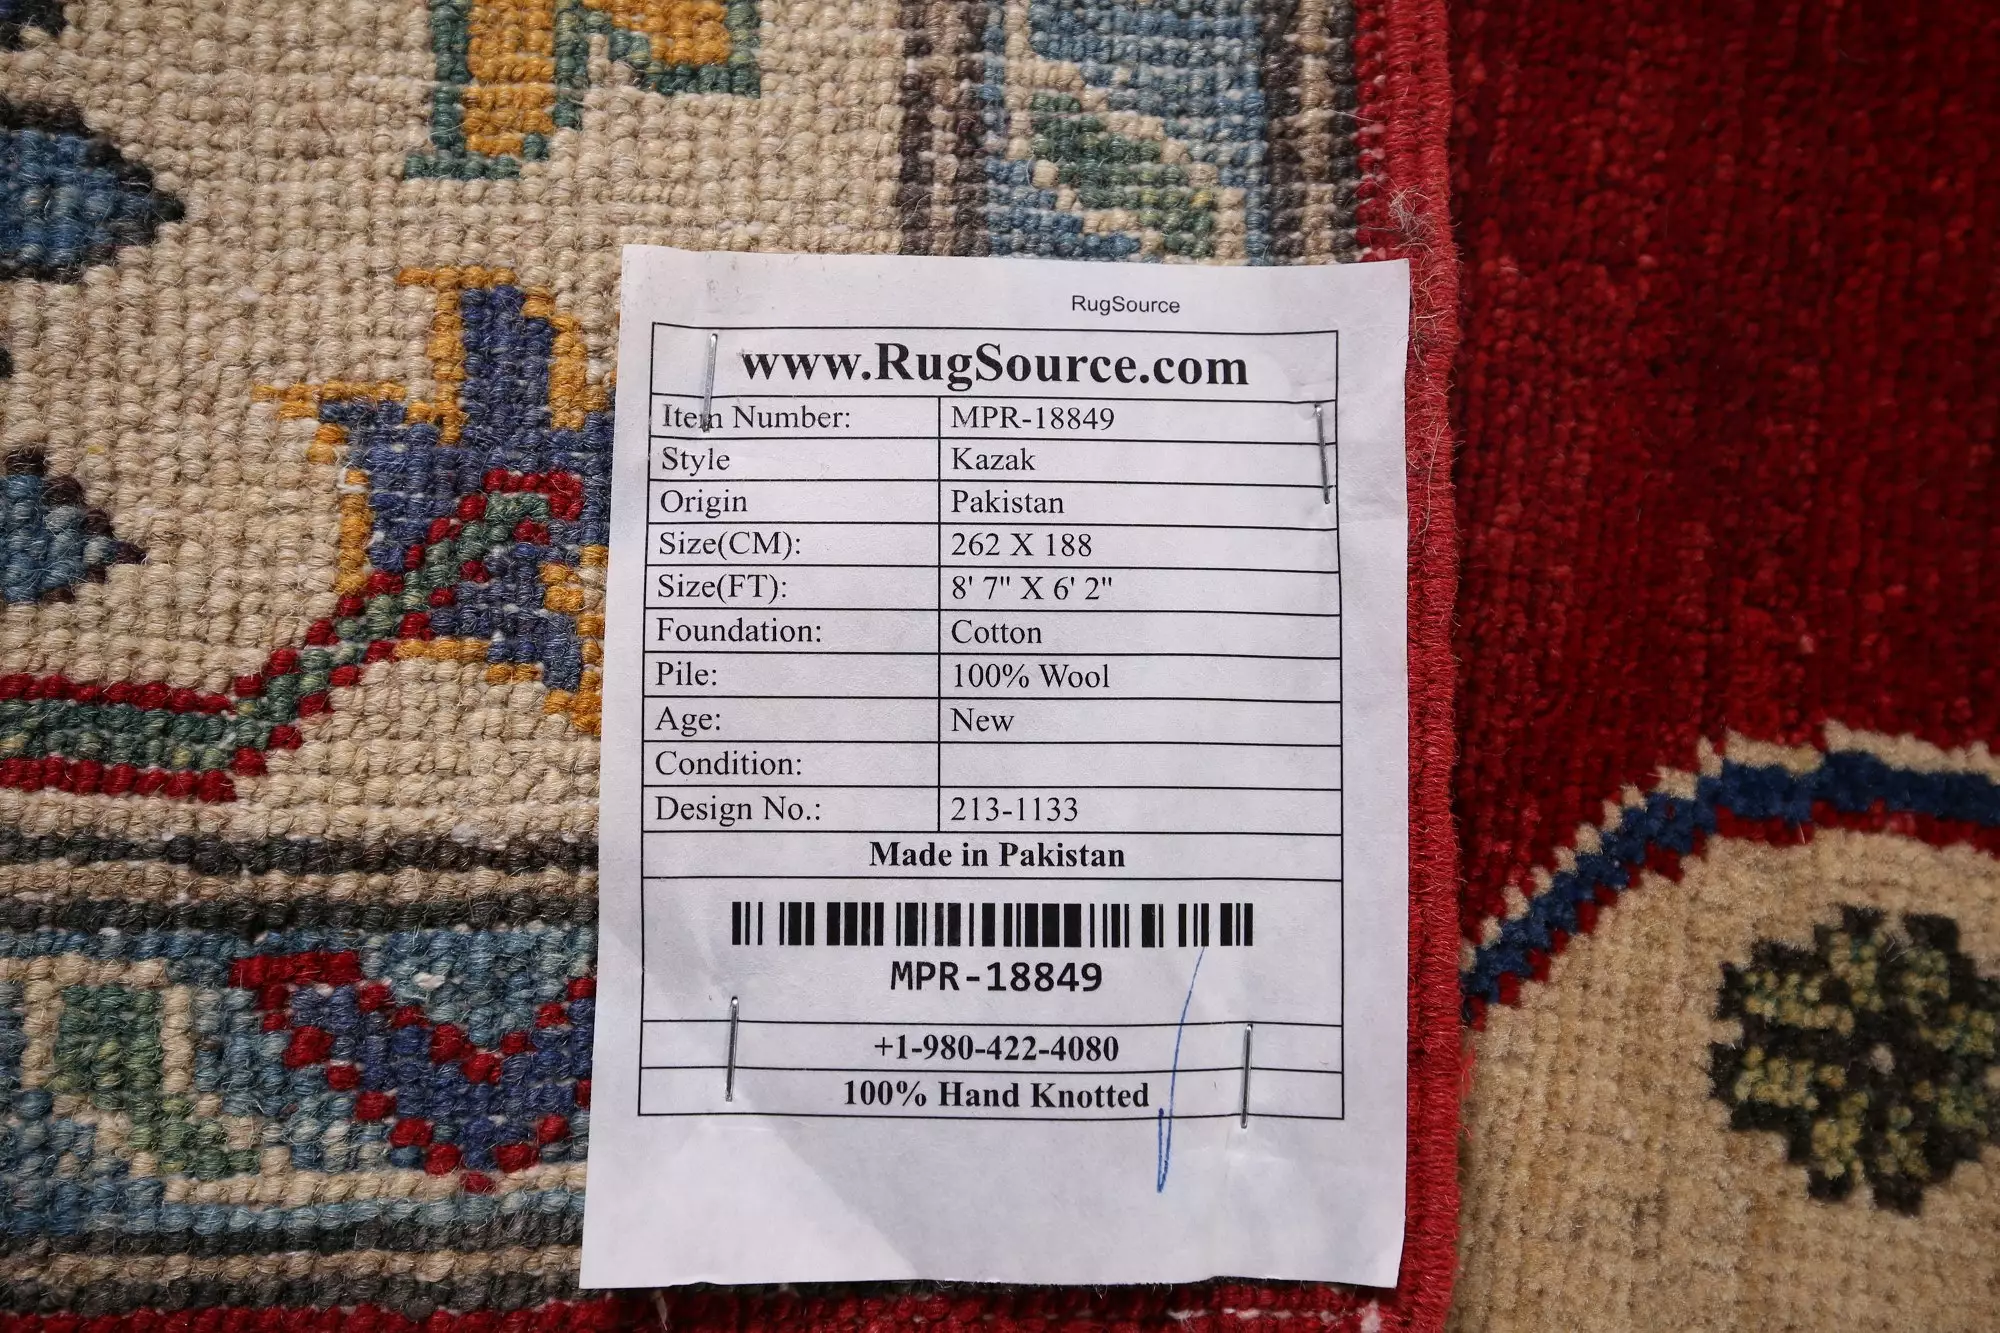 RugSource
www.RugSource.com
Item Number: MPR-18849
Style Kazak
Origin Pakistan
Size(CM): 262 X 188
Size(FT): 8' 7" X 6' 2"
Foundation: Cotton
Pile: 100% Wool
Age: New
Condition:
Design No.: 213-1133
Made in Pakistan
MPR-18849
+1-980-422-4080
100% Hand Knotted